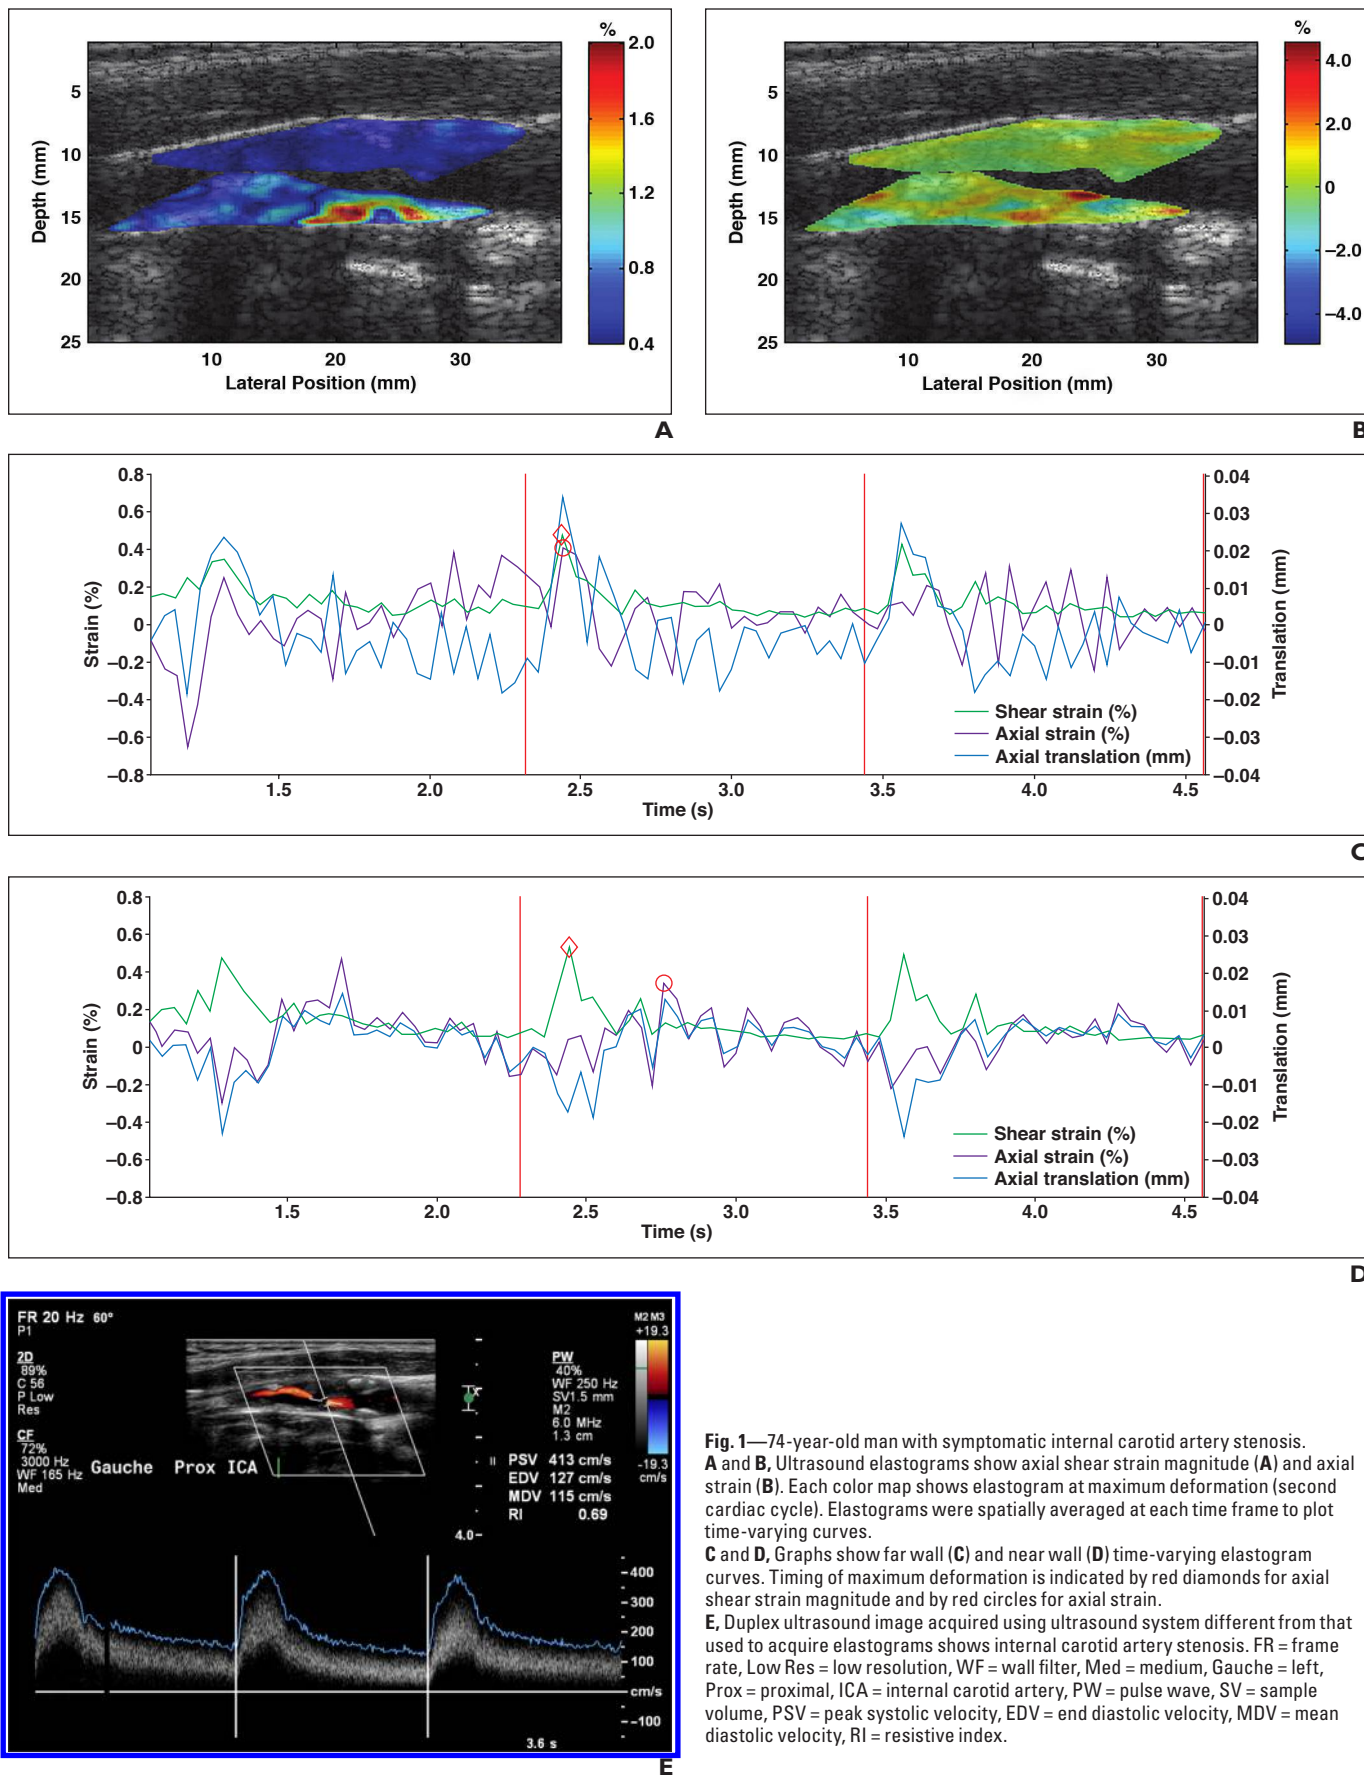 %
2.0
1.6
1.2
0.8
0.4
5
10
15
20
25
Depth (mm)
10
20
30
Lateral Position (mm)
A
%
4.0
2.0
0
–2.0
–4.0
5
10
15
20
25
Depth (mm)
10
20
30
Lateral Position (mm)
B
0.8
0.6
0.4
0.2
0
–0.2
–0.4
–0.6
–0.8
Strain (%)
0.04
0.03
0.02
0.01
0
–0.01
–0.02
–0.03
–0.04
Translation (mm)
Shear strain (%)
Axial strain (%)
Axial translation (mm)
1.5
2.0
2.5
3.0
3.5
4.0
4.5
Time (s)
C
0.8
0.6
0.4
0.2
0
–0.2
–0.4
–0.6
–0.8
Strain (%)
0.04
0.03
0.02
0.01
0
–0.01
–0.02
–0.03
–0.04
Translation (mm)
Shear strain (%)
Axial strain (%)
Axial translation (mm)
1.5
2.0
2.5
3.0
3.5
4.0
4.5
Time (s)
D
FR 20 Hz 60°
P1
2D
89%
C 56
P Low
Res
CF
72%
3000 Hz
WF 165 Hz
Med
Gauche Prox ICA
PW
40%
WF 250 Hz
SV1.5 mm
M2
6.0 MHz
1.3 cm
M2 M3
+19.3
-19.3
cm/s
x
PSV 413 cm/s
EDV 127 cm/s
MDV 115 cm/s
RI 0.69
4.0
400
300
200
100
cm/s
-100
3.6 s
E
Fig. 1—74-year-old man with symptomatic internal carotid artery stenosis.
A and B, Ultrasound elastograms show axial shear strain magnitude (A) and axial
strain (B). Each color map shows elastogram at maximum deformation (second
cardiac cycle). Elastograms were spatially averaged at each time frame to plot
time-varying curves.
C and D, Graphs show far wall (C) and near wall (D) time-varying elastogram
curves. Timing of maximum deformation is indicated by red diamonds for axial
shear strain magnitude and by red circles for axial strain.
E, Duplex ultrasound image acquired using ultrasound system different from that
used to acquire elastograms shows internal carotid artery stenosis. FR = frame
rate, Low Res = low resolution, WF = wall filter, Med = medium, Gauche = left,
Prox = proximal, ICA = internal carotid artery, PW = pulse wave, SV = sample
volume, PSV = peak systolic velocity, EDV = end diastolic velocity, MDV = mean
diastolic velocity, RI = resistive index.